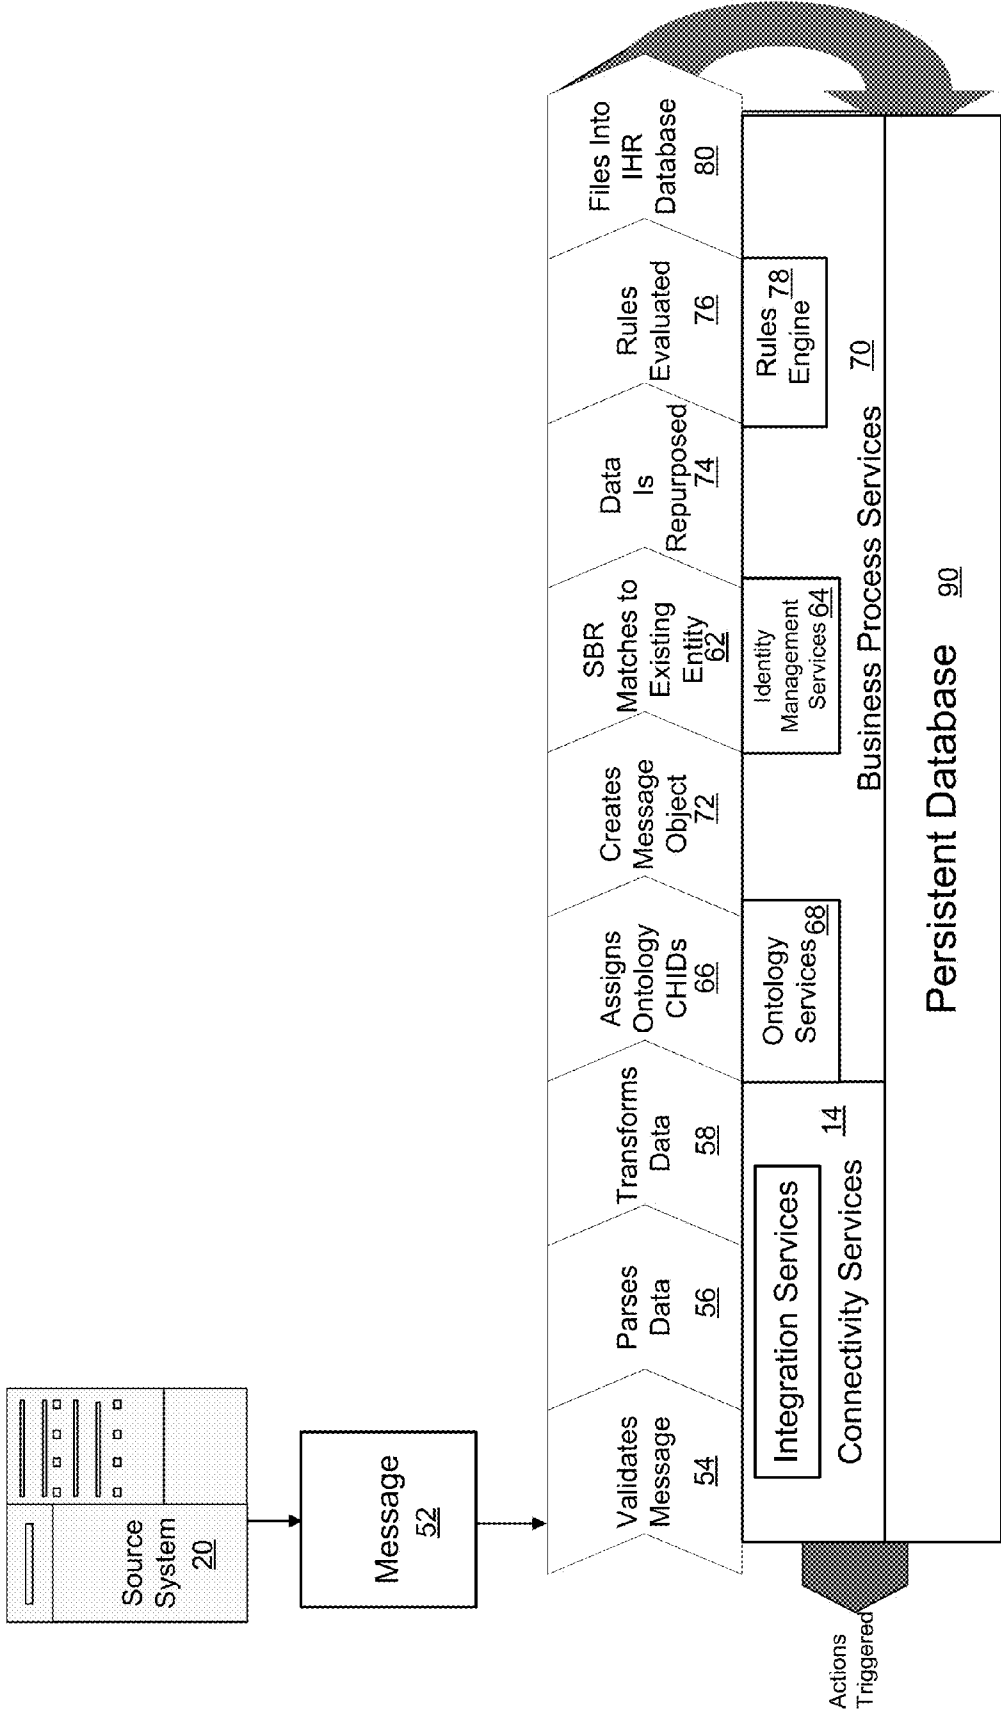 Source
System
20
Message
52
Validates
Message
54
Parses
Data
56
Transforms
Data
58
Assigns
Ontology
CHIDs
66
Creates
Message
Object
72
SBR
Matches to
Existing
Entity
62
Data
Is
Repurposed
74
Rules
Evaluated
76
Files Into
IHR
Database
80
Integration Services
Connectivity Services 14
Ontology
Services 68
Identity
Management
Services 64
Rules 78
Engine
Business Process Services 70
Persistent Database 90
Actions
Triggered